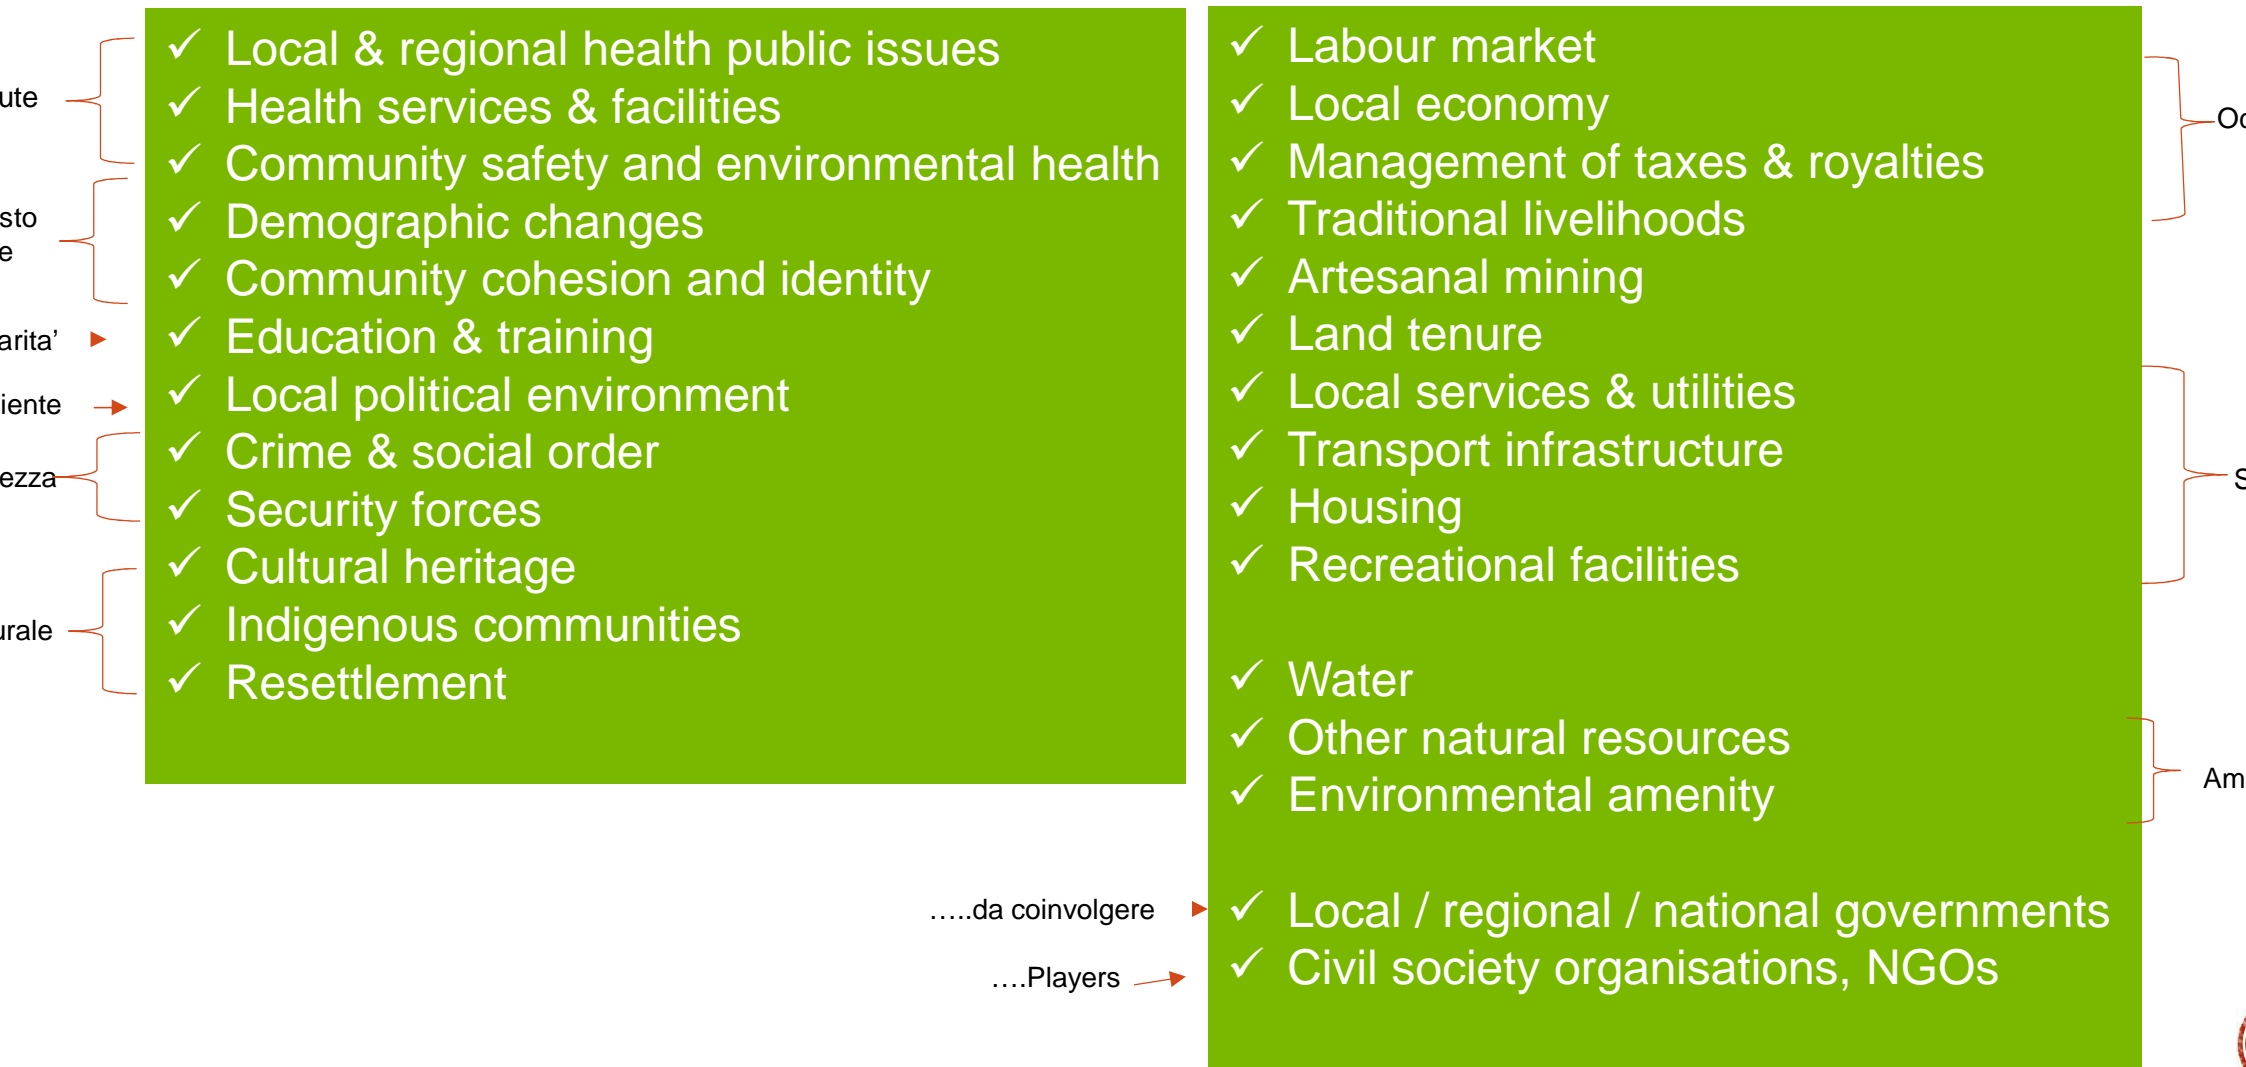 Local & regional health public issues
Health services & facilities
Community safety and environmental health
Demographic changes
Community cohesion and identity
Education & training
Local political environment
Crime & social order
Security forces
Cultural heritage
Indigenous communities
Resettlement
ute
sto
e
arita’
iente
ezza
urale
Labour market
Local economy
Management of taxes & royalties
Traditional livelihoods
Artesanal mining
Land tenure
Local services & utilities
Transport infrastructure
Housing
Recreational facilities
Water
Other natural resources
Environmental amenity
Local / regional / national governments
Civil society organisations, NGOs
S
Am
…..da coinvolgere
….Players